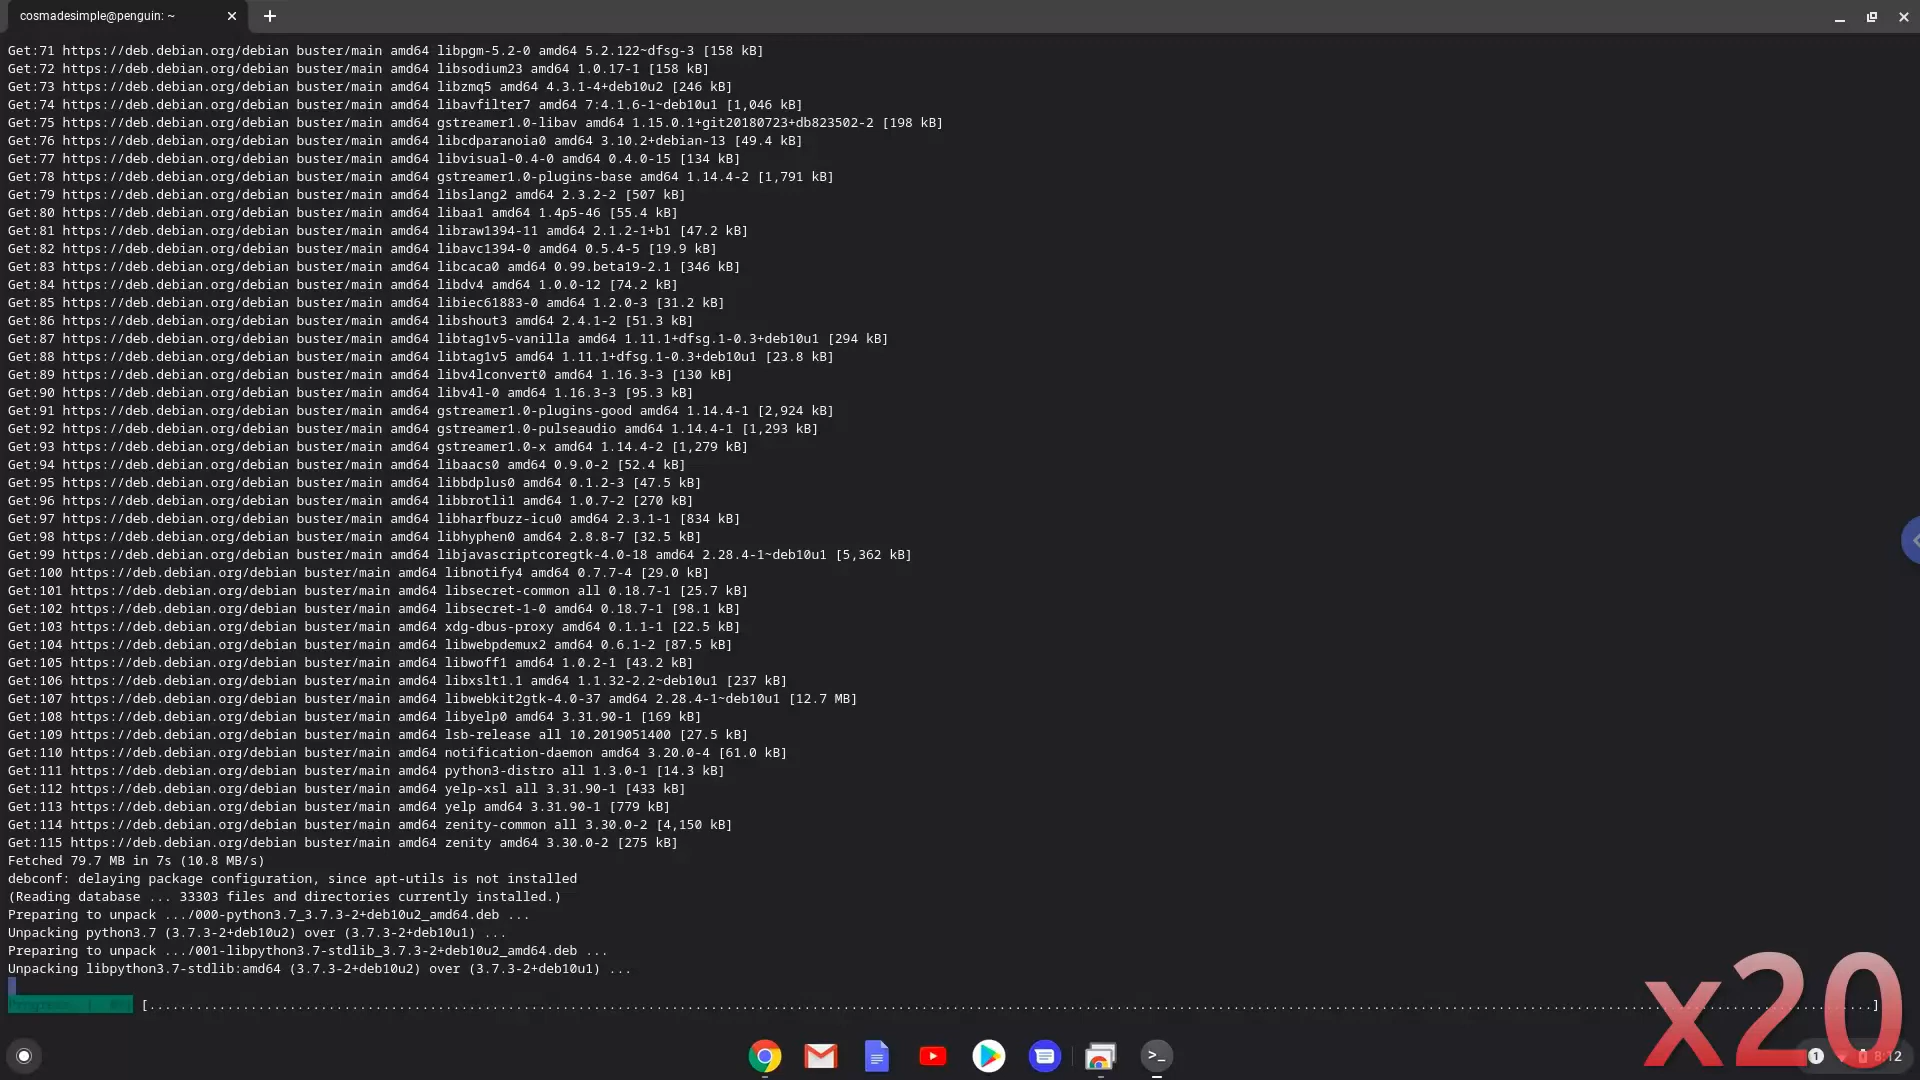 cosmadesimple@penguin: ~
Get:71 https://deb.debian.org/debian buster/main amd64 libpgm-5.2-0 amd64 5.2.122~dfsg-3 [158 kB]
Get:72 https://deb.debian.org/debian buster/main amd64 libsodium23 amd64 1.0.17-1 [158 kB]
Get:73 https://deb.debian.org/debian buster/main amd64 libzmq5 amd64 4.3.1-4+deb10u2 [246 kB]
Get:74 https://deb.debian.org/debian buster/main amd64 libavfilter7 amd64 7:4.1.6-1~deb10u1 [1,046 kB]
Get:75 https://deb.debian.org/debian buster/main amd64 gstreamer1.0-libav amd64 1.15.0.1+git20180723+db823502-2 [198 kB]
Get:76 https://deb.debian.org/debian buster/main amd64 libcdparanoia0 amd64 3.10.2+debian-13 [49.4 kB]
Get:77 https://deb.debian.org/debian buster/main amd64 libvisual-0.4-0 amd64 0.4.0-15 [134 kB]
Get:78 https://deb.debian.org/debian buster/main amd64 gstreamer1.0-plugins-base amd64 1.14.4-2 [1,791 kB]
Get:79 https://deb.debian.org/debian buster/main amd64 libslang2 amd64 2.3.2-2 [507 kB]
Get:80 https://deb.debian.org/debian buster/main amd64 libaa1 amd64 1.4p5-46 [55.4 kB]
Get:81 https://deb.debian.org/debian buster/main amd64 libraw1394-11 amd64 2.1.2-1+b1 [47.2 kB]
Get:82 https://deb.debian.org/debian buster/main amd64 libavc1394-0 amd64 0.5.4-5 [19.9 kB]
Get:83 https://deb.debian.org/debian buster/main amd64 libcaca0 amd64 0.99.beta19-2.1 [346 kB]
Get:84 https://deb.debian.org/debian buster/main amd64 libdv4 amd64 1.0.0-12 [74.2 kB]
Get:85 https://deb.debian.org/debian buster/main amd64 libiec61883-0 amd64 1.2.0-3 [31.2 kB]
Get:86 https://deb.debian.org/debian buster/main amd64 libshout3 amd64 2.4.1-2 [51.3 kB]
Get:87 https://deb.debian.org/debian buster/main amd64 libtag1v5-vanilla amd64 1.11.1+dfsg.1-0.3+deb10u1 [294 kB]
Get:88 https://deb.debian.org/debian buster/main amd64 libtag1v5 amd64 1.11.1+dfsg.1-0.3+deb10u1 [23.8 kB]
Get:89 https://deb.debian.org/debian buster/main amd64 libv4lconvert0 amd64 1.16.3-3 [130 kB]
Get:90 https://deb.debian.org/debian buster/main amd64 libv4l-0 amd64 1.16.3-3 [95.3 kB]
Get:91 https://deb.debian.org/debian buster/main amd64 gstreamer1.0-plugins-good amd64 1.14.4-1 [2,924 kB]
Get:92 https://deb.debian.org/debian buster/main amd64 gstreamer1.0-pulseaudio amd64 1.14.4-1 [1,293 kB]
Get:93 https://deb.debian.org/debian buster/main amd64 gstreamer1.0-x amd64 1.14.4-2 [1,279 kB]
Get:94 https://deb.debian.org/debian buster/main amd64 libaacs0 amd64 0.9.0-2 [52.4 kB]
Get:95 https://deb.debian.org/debian buster/main amd64 libbdplus0 amd64 0.1.2-3 [47.5 kB]
Get:96 https://deb.debian.org/debian buster/main amd64 libbrotli1 amd64 1.0.7-2 [270 kB]
Get:97 https://deb.debian.org/debian buster/main amd64 libharfbuzz-icu0 amd64 2.3.1-1 [834 kB]
Get:98 https://deb.debian.org/debian buster/main amd64 libhyphen0 amd64 2.8.8-7 [32.5 kB]
Get:99 https://deb.debian.org/debian buster/main amd64 libjavascriptcoregtk-4.0-18 amd64 2.28.4-1~deb10u1 [5,362 kB]
Get:100 https://deb.debian.org/debian buster/main amd64 libnotify4 amd64 0.7.7-4 [29.0 kB]
Get:101 https://deb.debian.org/debian buster/main amd64 libsecret-common all 0.18.7-1 [25.7 kB]
Get:102 https://deb.debian.org/debian buster/main amd64 libsecret-1-0 amd64 0.18.7-1 [98.1 kB]
Get:103 https://deb.debian.org/debian buster/main amd64 xdg-dbus-proxy amd64 0.1.1-1 [22.5 kB]
Get:104 https://deb.debian.org/debian buster/main amd64 libwebpdemux2 amd64 0.6.1-2 [87.5 kB]
Get:105 https://deb.debian.org/debian buster/main amd64 libwoff1 amd64 1.0.2-1 [43.2 kB]
Get:106 https://deb.debian.org/debian buster/main amd64 libxslt1.1 amd64 1.1.32-2.2~deb10u1 [237 kB]
Get:107 https://deb.debian.org/debian buster/main amd64 libwebkit2gtk-4.0-37 amd64 2.28.4-1~deb10u1 [12.7 MB]
Get:108 https://deb.debian.org/debian buster/main amd64 libyelp0 amd64 3.31.90-1 [169 kB]
Get:109 https://deb.debian.org/debian buster/main amd64 lsb-release all 10.2019051400 [27.5 kB]
Get:110 https://deb.debian.org/debian buster/main amd64 notification-daemon amd64 3.20.0-4 [61.0 kB]
Get:111 https://deb.debian.org/debian buster/main amd64 python3-distro all 1.3.0-1 [14.3 kB]
Get:112 https://deb.debian.org/debian buster/main amd64 yelp-xsl all 3.31.90-1 [433 kB]
Get:113 https://deb.debian.org/debian buster/main amd64 yelp amd64 3.31.90-1 [779 kB]
Get:114 https://deb.debian.org/debian buster/main amd64 zenity-common all 3.30.0-2 [4,150 kB]
Get:115 https://deb.debian.org/debian buster/main amd64 zenity amd64 3.30.0-2 [275 kB]
Fetched 79.7 MB in 7s (10.8 MB/s)
debconf: delaying package configuration, since apt-utils is not installed
(Reading database ... 33303 files and directories currently installed.)
Preparing to unpack .../000-python3.7_3.7.3-2+deb10u2_amd64.deb ...
Unpacking python3.7 (3.7.3-2+deb10u2) over (3.7.3-2+deb10u1) ...
Preparing to unpack .../001-libpython3.7-stdlib_3.7.3-2+deb10u2_amd64.deb ...
Unpacking libpython3.7-stdlib:amd64 (3.7.3-2+deb10u2) over (3.7.3-2+deb10u1) ...
x20
1 8:12